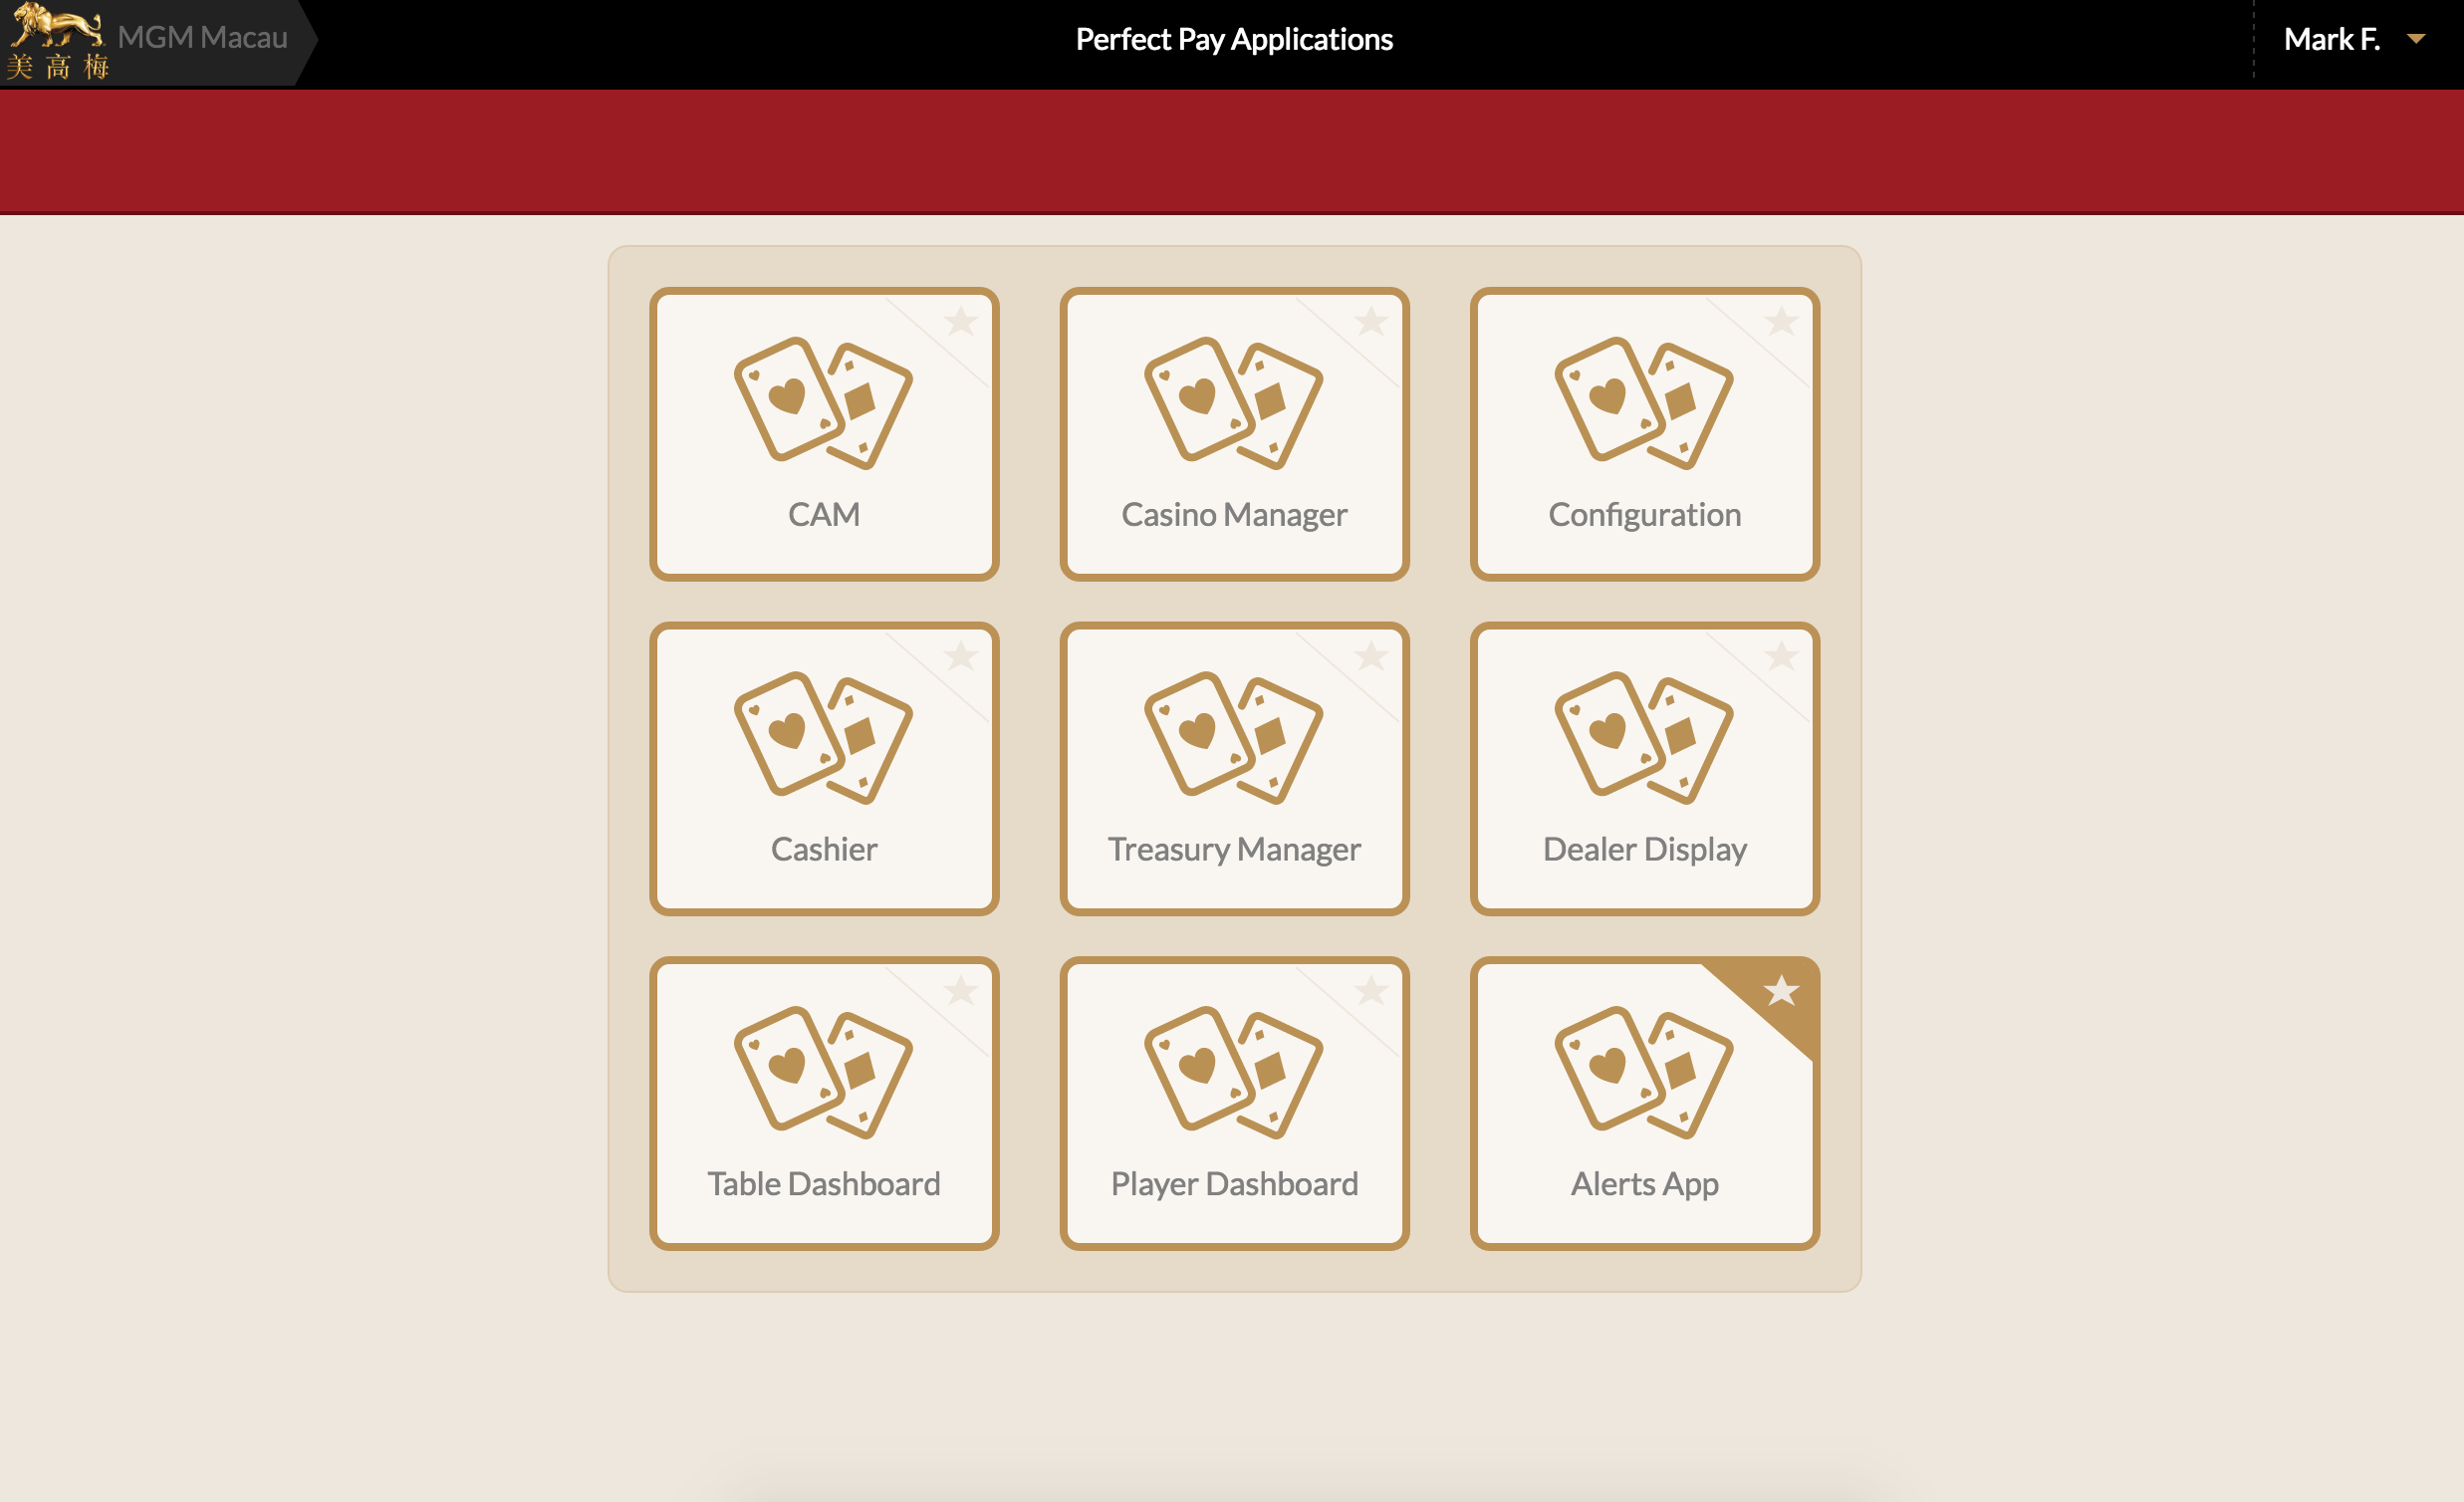 MGM Macau
美高梅
Perfect Pay Applications
Mark F.
CAM
Casino Manager
Configuration
Cashier
Treasury Manager
Dealer Display
Table Dashboard
Player Dashboard
Alerts App